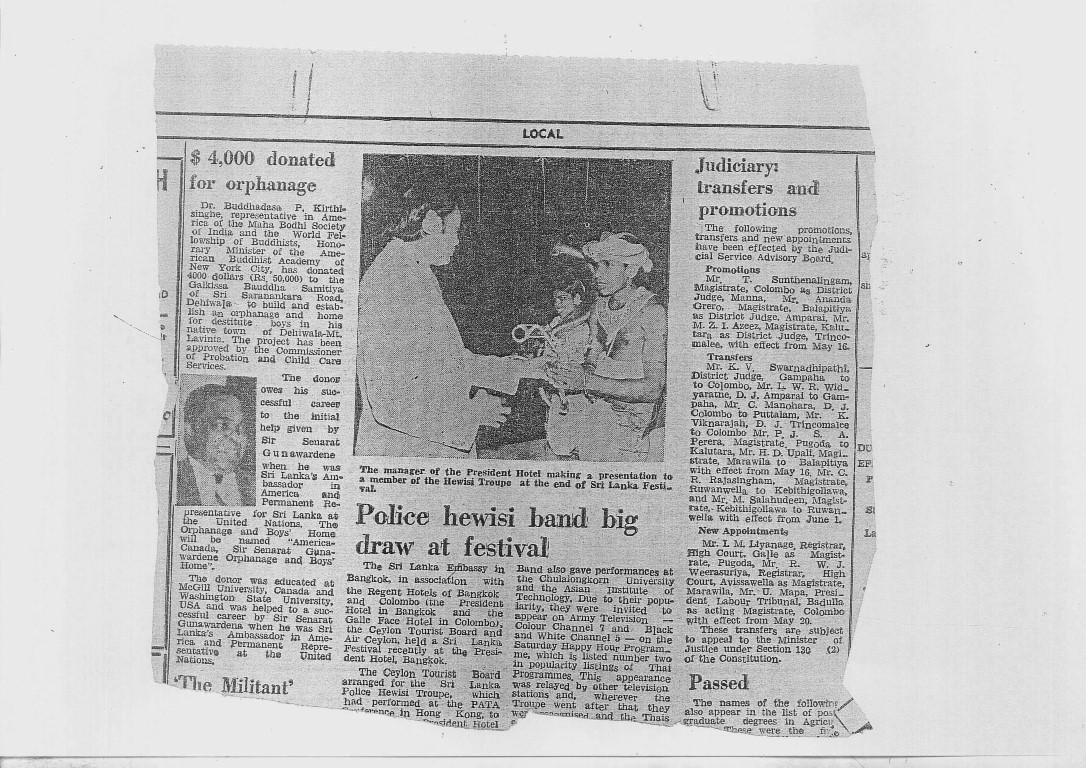 LOCAL
$ 4,000 donated
for orphanage
Dr. Buddhadasa P. Kirthi-
singhe, representative in Ame-
rica of the Maha Bodhi Society
of India and the World Fel-
lowship of Buddhists, Hono-
rary Minister of the Ame-
rican Buddhist Academy of
New York City, has donated
4000 dollars (Rs. 50,000) to the
Galkissa Bauddha Samitiya
of Sri Saranankara Road,
Dehiwala to build and estab-
lish an orphanage and home
for destitute boys in his
native town of Dehiwala-Mt.
Lavinia. The project has been
approved by the Commissioner
of Probation and Child Care
Services.
The donor
owes his suc-
cessful career
to the initial
help given by
Sir Senarat
Gunawardene
when he was
Sri Lanka's Am-
bassador in
America and
Permanent Re-
presentative for Sri Lanka at
the United Nations. The
Orphanage and Boys' Home
will be named "America-
Canada, Sir Senarat Guna-
wardene Orphanage and Boys'
Home".
The donor was educated at
McGill University, Canada and
Washington State University,
USA and was helped to a suc-
cessful career by Sir Senarat
Gunawardena when he was Sri
Lanka's Ambassador in Ame-
rica and Permanent Repre-
sentative at the United
Nations.
'The Militant'
The manager of the President Hotel making a presentation to
a member of the Hewisi Troupe at the end of Sri Lanka Festi-
val.
Police hewisi band big
draw at festival
The Sri Lanka Embassy in
Bangkok, in association with
the Regent Hotels of Bangkok
and Colombo (the President
Hotel in Bangkok and the
Galle Face Hotel in Colombo),
the Ceylon Tourist Board and
Air Ceylon, held a Sri Lanka
Festival recently at the Presi-
dent Hotel, Bangkok.
The Ceylon Tourist Board
arranged for the Sri Lanka
Police Hewisi Troupe, which
had performed at the PATA
in Hong Kong, to
Hotel
Band also gave performances at
the Chulalongkorn University
and the Asian Institute of
Technology. Due to their popu-
larity, they were invited to
appear on Army Television —
Colour Channel 7 and Black
and White Channel 5 — on the
Saturday Happy Hour Program-
me, which is listed number two
in popularity listings of Thai
Programmes. This appearance
was relayed by other television
stations and, wherever the
Troupe went after that they
and the Thais
Judiciary:
transfers and
promotions
The following promotions,
transfers and new appointments
have been effected by the Judi-
cial Service Advisory Board.
Promotions
Mr. T. Sunthenalingam,
Magistrate, Colombo as District
Judge, Manna, Mr. Ananda
Grero, Magistrate, Balapitiya
as District Judge, Amparai, Mr.
M. Z. I. Azeez, Magistrate, Kalu-
tara as District Judge, Trinco-
malee, with effect from May 16.
Transfers
Mr. K. V. Swarnadhipathi,
District Judge, Gampaha to
to Colombo, Mr. L. W. R. Wid-
yaratne, D. J. Amparai to Gam-
paha, Mr. C. Manohara, D. J.
Colombo to Puttalam, Mr. K.
Viknarajah, D. J. Trincomalee
to Colombo Mr. P. J. S. A.
Perera, Magistrate, Pugoda to
Kalutara, Mr. H. D. Upali, Magi-
strate, Marawila to Balapitiya
with effect from May 16, Mr. C.
R. Rajasingham, Magistrate,
Ruwanwella to Kebithigollawa,
and Mr. M. Salahudeen, Magist-
rate, Kebithigollawa to Ruwan-
wella with effect from June 1.
New Appointments
Mr. I. M. Liyanage, Registrar,
High Court, Galle as Magist-
rate, Pugoda, Mr. R. W. J.
Weerasuriya, Registrar, High
Court, Avissawella as Magistrate,
Marawila, Mr. U. Mapa, Presi-
dent Labour Tribunal, Badulla
as acting Magistrate, Colombo
with effect from May 20.
These transfers are subject
to appeal to the Minister of
Justice under Section 130 (2)
of the Constitution.
Passed
The names of the following
also appear in the list of post
graduate degrees in
These were the